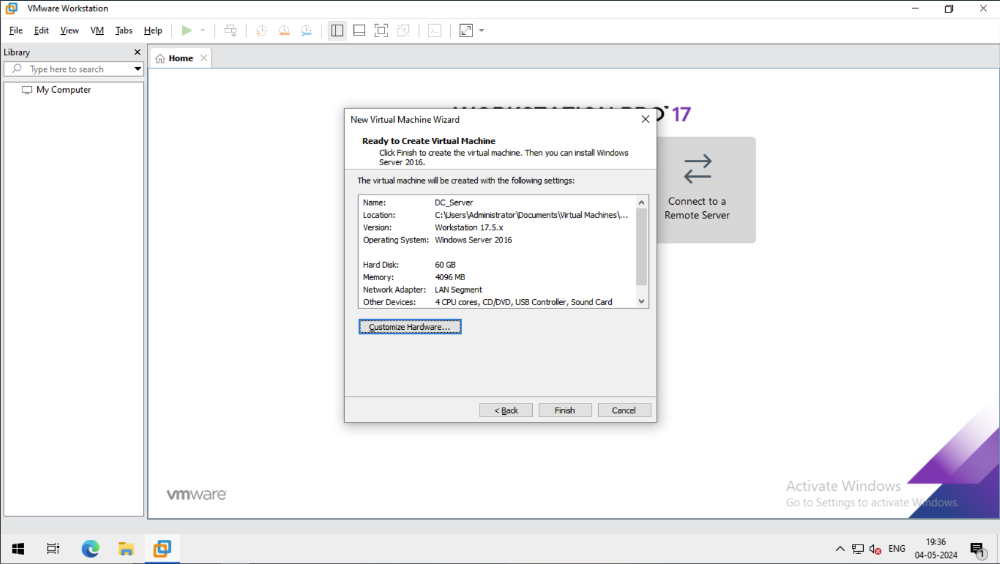 VMware Workstation
File Edit View VM Tabs Help
Library
Type here to search
My Computer
Home
WORKSTATION PRO™ 17
New Virtual Machine Wizard
Ready to Create Virtual Machine
Click Finish to create the virtual machine. Then you can install Windows
Server 2016.
The virtual machine will be created with the following settings:
Name: DC_Server
Location: C:\Users\Administrator\Documents\Virtual Machines\...
Version: Workstation 17.5.x
Operating System: Windows Server 2016
Hard Disk: 60 GB
Memory: 4096 MB
Network Adapter: LAN Segment
Other Devices: 4 CPU cores, CD/DVD, USB Controller, Sound Card
Customize Hardware...
< Back Finish Cancel
Connect to a
Remote Server
vmware
Activate Windows
Go to Settings to activate Windows.
ENG
19:36
04-05-2024
1